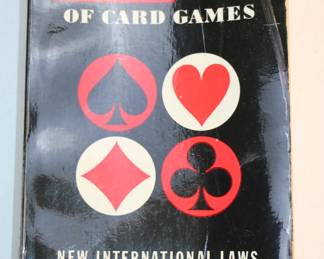 OF CARD GAMES
NEW INTERNATIONAL LAWS